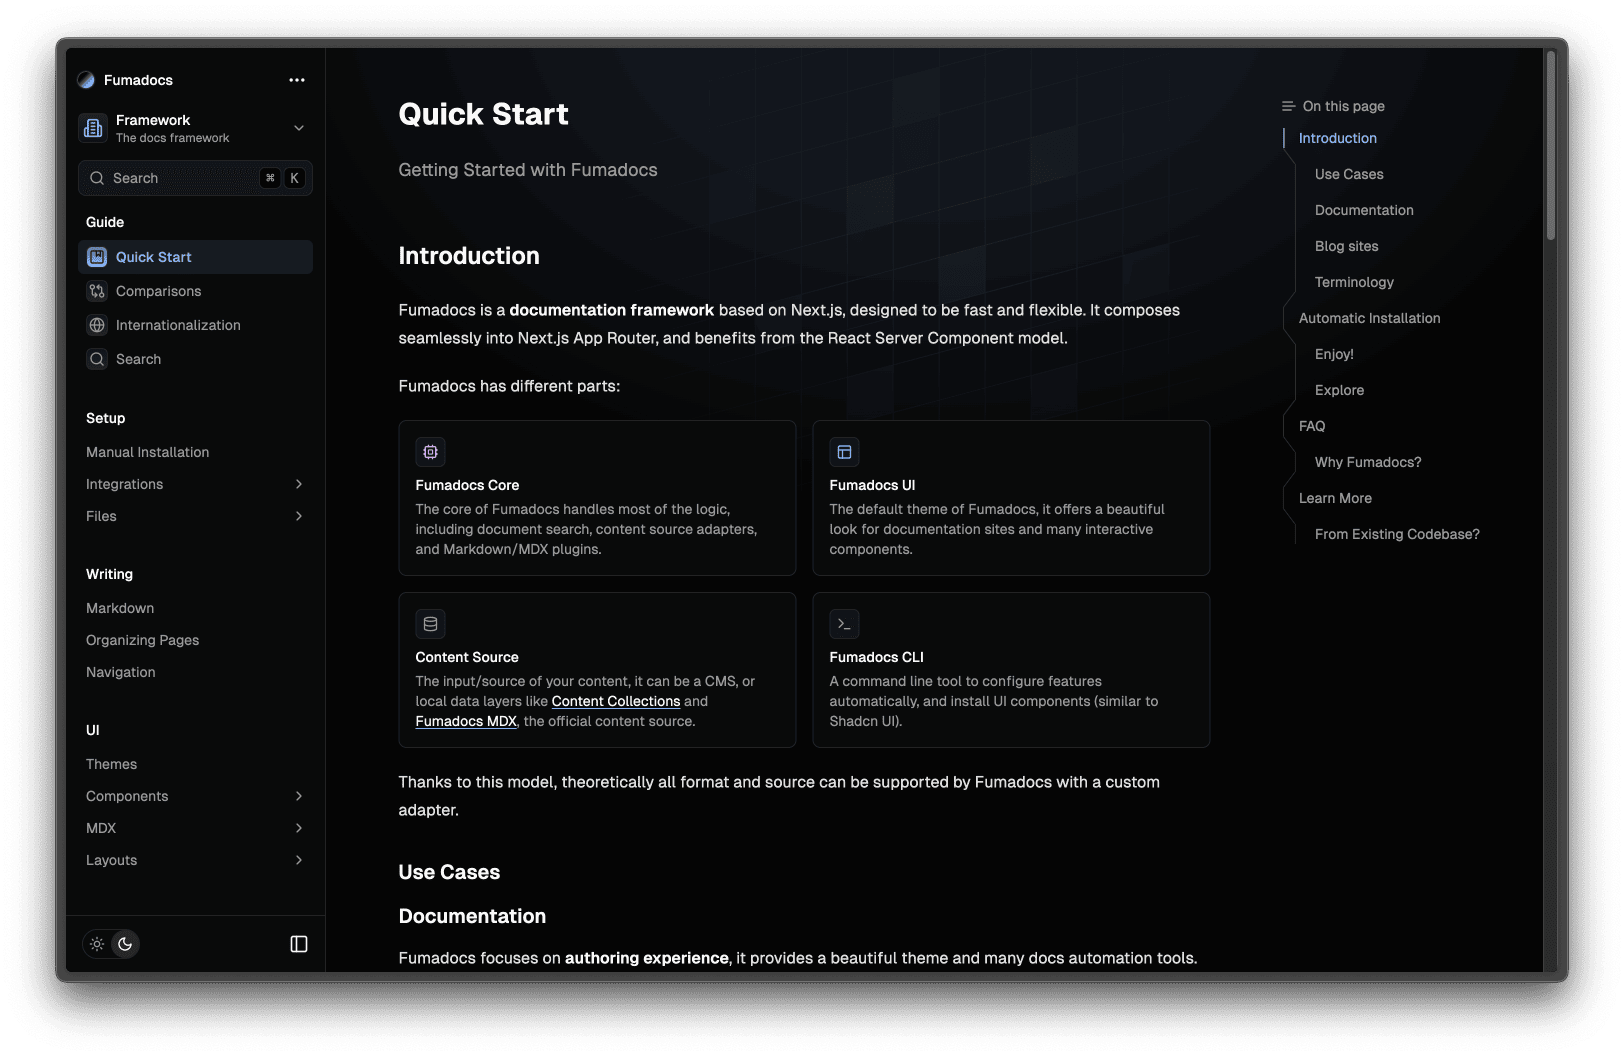 Fumadocs
Framework
The docs framework
Search
⌘ K
Guide
Quick Start
Comparisons
Internationalization
Search
Setup
Manual Installation
Integrations
Files
Writing
Markdown
Organizing Pages
Navigation
UI
Themes
Components
MDX
Layouts
Quick Start
Getting Started with Fumadocs
Introduction
Fumadocs is a documentation framework based on Next.js, designed to be fast and flexible. It composes
seamlessly into Next.js App Router, and benefits from the React Server Component model.
Fumadocs has different parts:
Fumadocs Core
The core of Fumadocs handles most of the logic,
including document search, content source adapters,
and Markdown/MDX plugins.
Fumadocs UI
The default theme of Fumadocs, it offers a beautiful
look for documentation sites and many interactive
components.
Content Source
The input/source of your content, it can be a CMS, or
local data layers like Content Collections and
Fumadocs MDX, the official content source.
Fumadocs CLI
A command line tool to configure features
automatically, and install UI components (similar to
Shadcn UI).
Thanks to this model, theoretically all format and source can be supported by Fumadocs with a custom
adapter.
Use Cases
Documentation
Fumadocs focuses on authoring experience, it provides a beautiful theme and many docs automation tools.
On this page
Introduction
Use Cases
Documentation
Blog sites
Terminology
Automatic Installation
Enjoy!
Explore
FAQ
Why Fumadocs?
Learn More
From Existing Codebase?